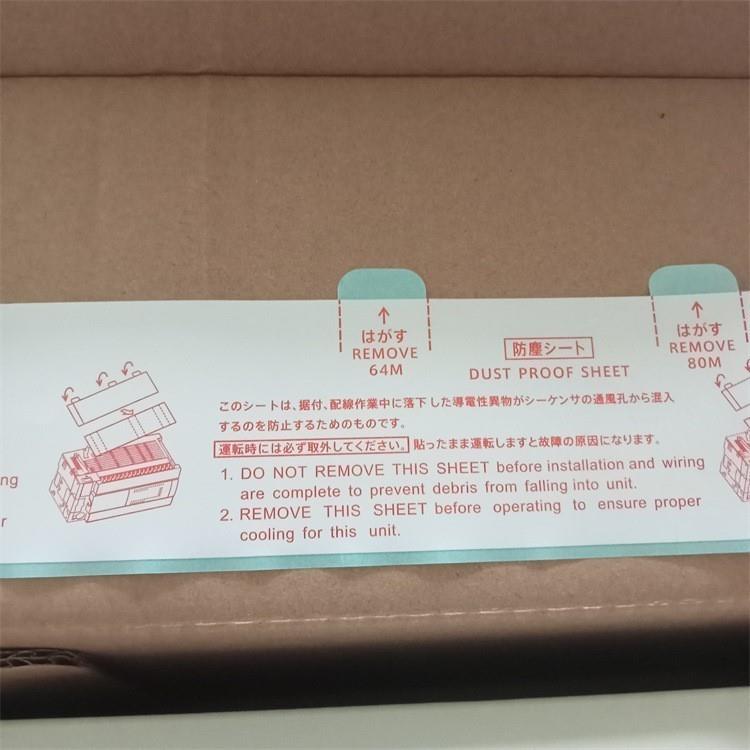 ↑
はがす
REMOVE
64M
↑
はがす
REMOVE
80M
防塵シート
DUST PROOF SHEET
このシートは、据付、配線作業中に落下した導電性異物がシーケンサの通風孔から混入
するのを防止するためのものです。
運転時には必ず取外してください。貼ったまま運転しますと故障の原因になります。
1. DO NOT REMOVE THIS SHEET before installation and wiring
are complete to prevent debris from falling into unit.
2. REMOVE THIS SHEET before operating to ensure proper
cooling for this unit.
ng
r